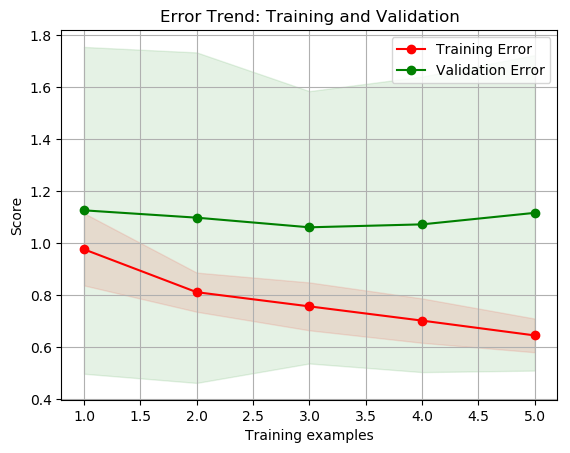 Error Trend: Training and Validation
Training Error
Validation Error
Score
1.8
1.6
1.4
1.2
1.0
0.8
0.6
0.4
1.0 1.5 2.0 2.5 3.0 3.5 4.0 4.5 5.0
Training examples